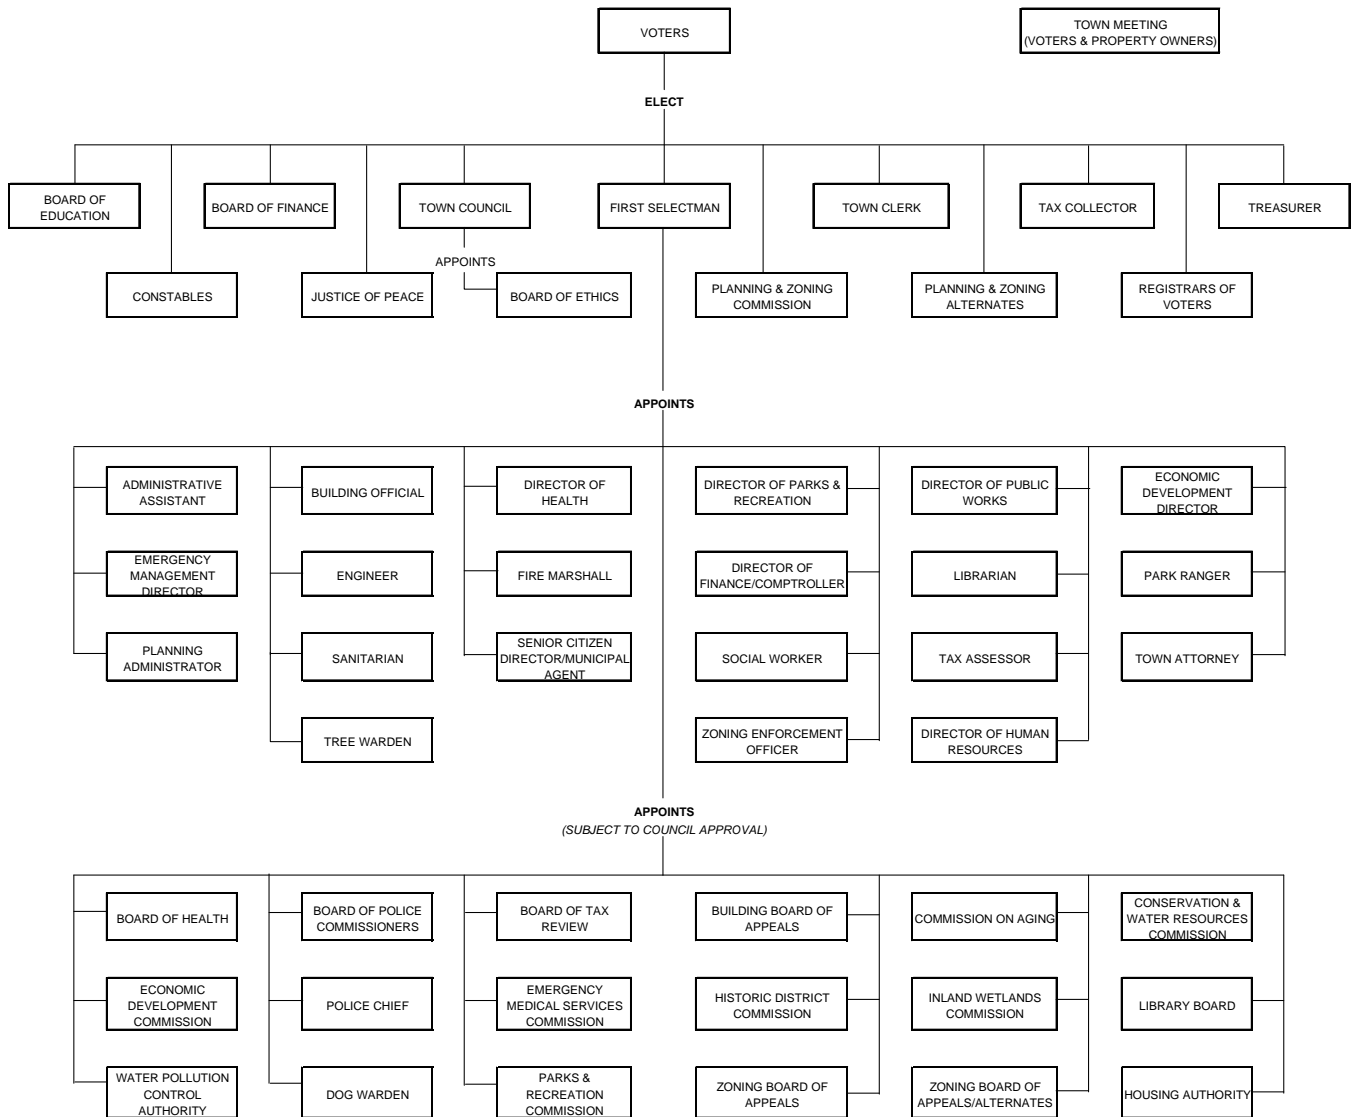 VOTERS
TOWN MEETING
(VOTERS & PROPERTY OWNERS)
ELECT
BOARD OF
EDUCATION
BOARD OF FINANCE
TOWN COUNCIL
FIRST SELECTMAN
TOWN CLERK
TAX COLLECTOR
TREASURER
APPOINTS
CONSTABLES
JUSTICE OF PEACE
BOARD OF ETHICS
PLANNING & ZONING
COMMISSION
PLANNING & ZONING
ALTERNATES
REGISTRARS OF
VOTERS
APPOINTS
ADMINISTRATIVE
ASSISTANT
BUILDING OFFICIAL
DIRECTOR OF
HEALTH
DIRECTOR OF PARKS &
RECREATION
DIRECTOR OF PUBLIC
WORKS
ECONOMIC
DEVELOPMENT
DIRECTOR
EMERGENCY
MANAGEMENT
DIRECTOR
ENGINEER
FIRE MARSHALL
DIRECTOR OF
FINANCE/COMPTROLLER
LIBRARIAN
PARK RANGER
PLANNING
ADMINISTRATOR
SANITARIAN
SENIOR CITIZEN
DIRECTOR/MUNICIPAL
AGENT
SOCIAL WORKER
TAX ASSESSOR
TOWN ATTORNEY
TREE WARDEN
ZONING ENFORCEMENT
OFFICER
DIRECTOR OF HUMAN
RESOURCES
APPOINTS
(SUBJECT TO COUNCIL APPROVAL)
BOARD OF HEALTH
BOARD OF POLICE
COMMISSIONERS
BOARD OF TAX
REVIEW
BUILDING BOARD OF
APPEALS
COMMISSION ON AGING
CONSERVATION &
WATER RESOURCES
COMMISSION
ECONOMIC
DEVELOPMENT
COMMISSION
POLICE CHIEF
EMERGENCY
MEDICAL SERVICES
COMMISSION
HISTORIC DISTRICT
COMMISSION
INLAND WETLANDS
COMMISSION
LIBRARY BOARD
WATER POLLUTION
CONTROL
AUTHORITY
DOG WARDEN
PARKS &
RECREATION
COMMISSION
ZONING BOARD OF
APPEALS
ZONING BOARD OF
APPEALS/ALTERNATES
HOUSING AUTHORITY